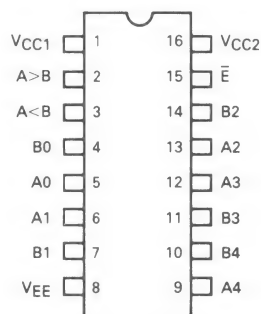 VCC1 1 16 VCC2
A>B 2 15 E̅
A<B 3 14 B2
B0 4 13 A2
A0 5 12 A3
A1 6 11 B3
B1 7 10 B4
VEE 8 9 A4